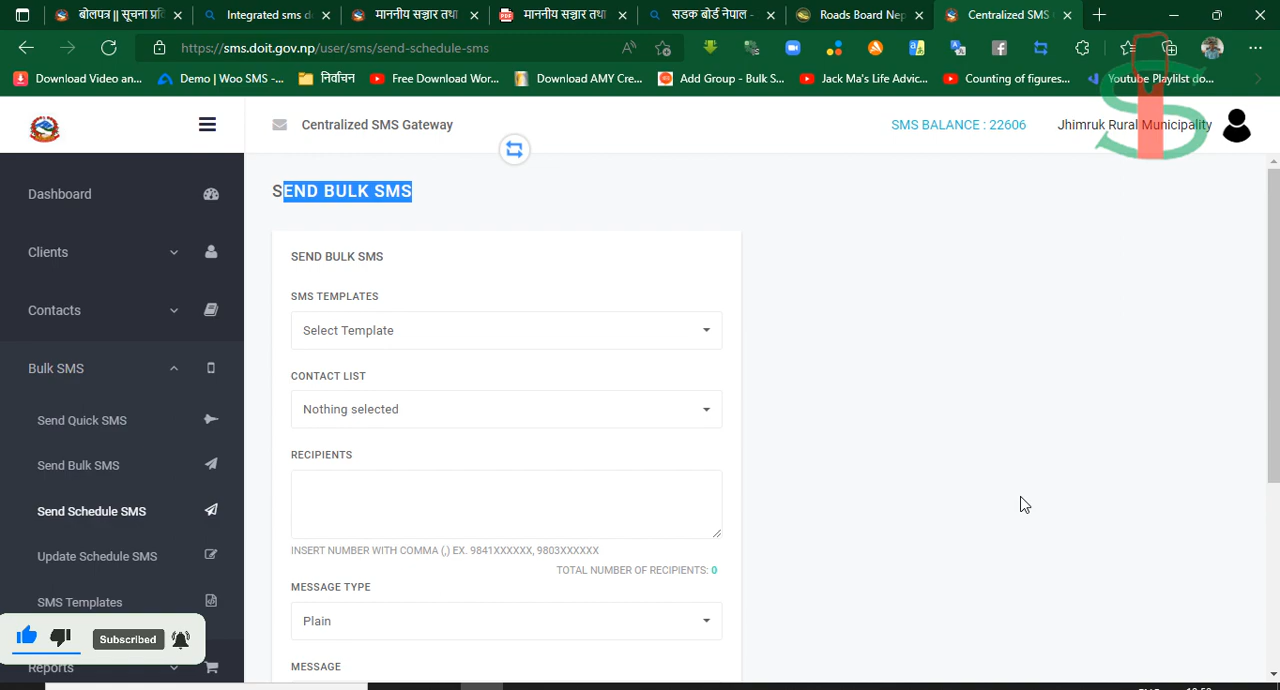 बोलपत्र || सूचना प्रवि
Integrated sms d
माननीय सञ्चार तथा
माननीय सञ्चार तथा
सडक बोर्ड नेपाल -
Roads Board Nep
Centralized SMS
https://sms.doit.gov.np/user/sms/send-schedule-sms
Download Video an...
Demo | Woo SMS -...
निर्वाचन
Free Download Wor...
Download AMY Cre...
Add Group - Bulk S...
Jack Ma's Life Advic...
Counting of figures...
Youtube Playlilst do...
Centralized SMS Gateway
SMS BALANCE : 22606
Jhimruk Rural Municipality
Dashboard
Clients
Contacts
Bulk SMS
Send Quick SMS
Send Bulk SMS
Send Schedule SMS
Update Schedule SMS
SMS Templates
Reports
SEND BULK SMS
SEND BULK SMS
SMS TEMPLATES
Select Template
CONTACT LIST
Nothing selected
RECIPIENTS
INSERT NUMBER WITH COMMA (,) EX. 9841XXXXXX, 9803XXXXXX
TOTAL NUMBER OF RECIPIENTS: 0
MESSAGE TYPE
Plain
MESSAGE
Subscribed